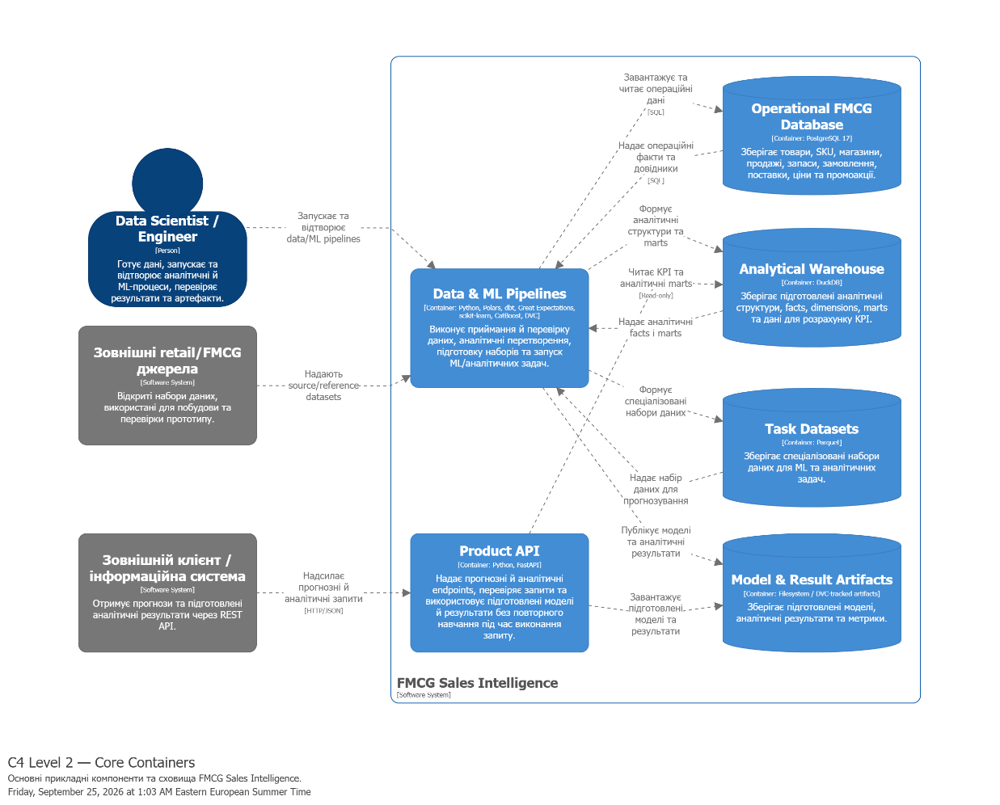 Data Scientist /
Engineer
[Person]
Готує дані, запускає та
відтворює аналітичні й
ML-процеси, перевіряє
результати та артефакти.
Зовнішні retail/FMCG
джерела
[Software System]
Відкриті набори даних,
використані для побудови та
перевірки прототипу.
Зовнішній клієнт /
інформаційна система
[Software System]
Отримує прогнози та підготовлені
аналітичні результати через REST
API.
Запускає та
відтворює
data/ML pipelines
Надають
source/reference
datasets
Надсилає
прогнозні й
аналітичні запити
[HTTP/JSON]
Data & ML Pipelines
[Container: Python, Polars, dbt, Great Expectations,
scikit-learn, CatBoost, DVC]
Виконує приймання й перевірку
даних, аналітичні перетворення,
підготовку наборів та запуск
ML/аналітичних задач.
Product API
[Container: Python, FastAPI]
Надає прогнозні й аналітичні
endpoints, перевіряє запити та
використовує підготовлені моделі
й результати без повторного
навчання під час виконання
запиту.
Завантажує та
читає операційні
дані
[SQL]
Надає операційні
факти та
довідники
[SQL]
Формує
аналітичні
структури та
marts
Читає KPI та
аналітичні marts
[Read-only]
Надає аналітичні
facts і marts
Формує
спеціалізовані
набори даних
Надає набір
даних для
прогнозування
Публікує моделі
та аналітичні
результати
Завантажує
підготовлені
моделі та
результати
Operational FMCG
Database
[Container: PostgreSQL 17]
Зберігає товари, SKU, магазини,
продажі, запаси, замовлення,
поставки, ціни та промоакції.
Analytical Warehouse
[Container: DuckDB]
Зберігає підготовлені аналітичні
структури, facts, dimensions, marts
та дані для розрахунку KPI.
Task Datasets
[Container: Parquet]
Зберігає спеціалізовані набори
даних для ML та аналітичних
задач.
Model & Result Artifacts
[Container: Filesystem / DVC-tracked artifacts]
Зберігає підготовлені моделі,
аналітичні результати та метрики.
FMCG Sales Intelligence
[Software System]
C4 Level 2 — Core Containers
Основні прикладні компоненти та сховища FMCG Sales Intelligence.
Friday, September 25, 2026 at 1:03 AM Eastern European Summer Time